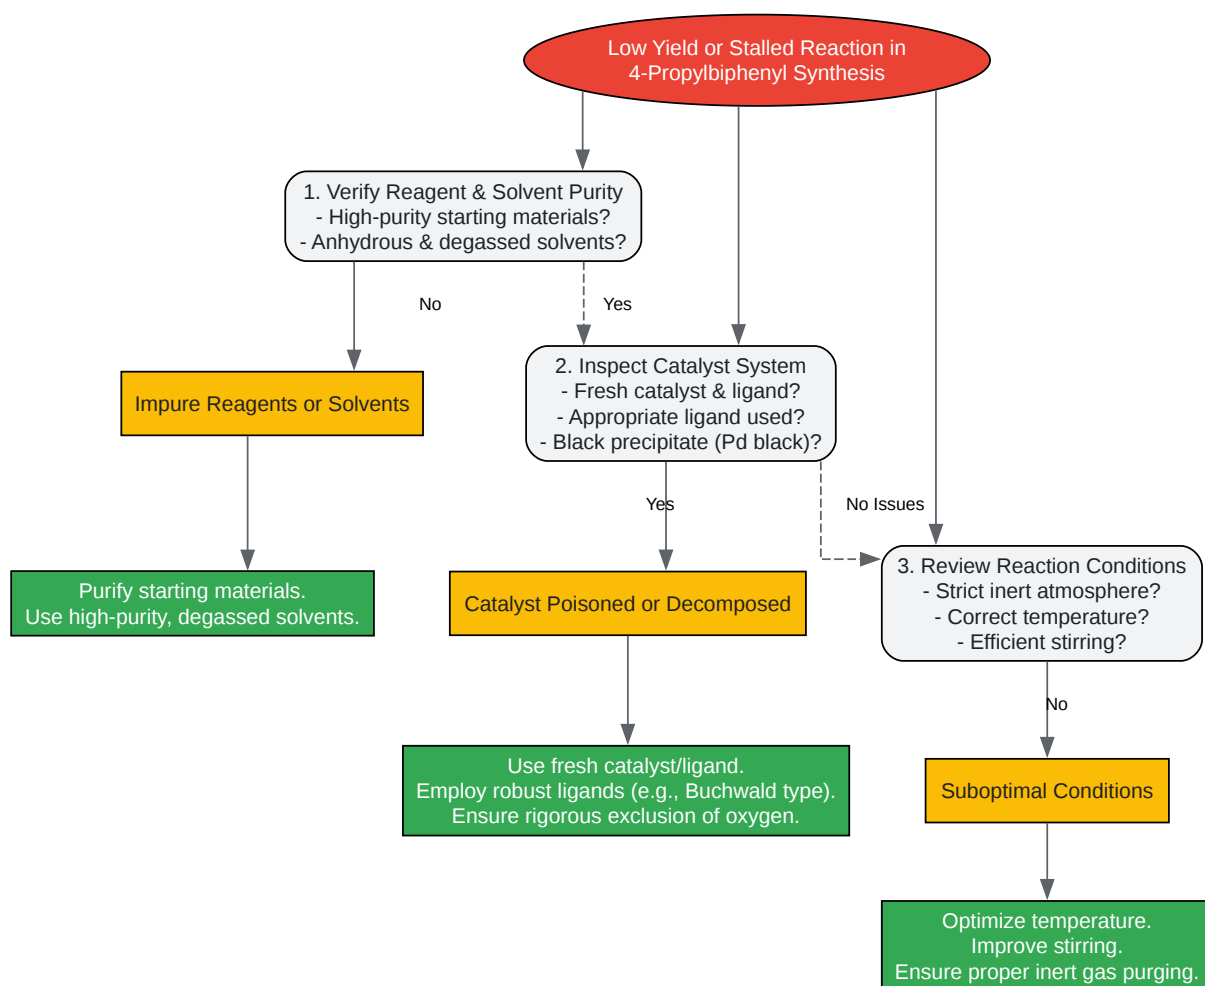 Low Yield or Stalled Reaction in
4-Propylbiphenyl Synthesis
1. Verify Reagent & Solvent Purity
- High-purity starting materials?
- Anhydrous & degassed solvents?
No
Yes
2. Inspect Catalyst System
- Fresh catalyst & ligand?
- Appropriate ligand used?
- Black precipitate (Pd black)?
Impure Reagents or Solvents
Yes
No Issues
3. Review Reaction Conditions
- Strict inert atmosphere?
- Correct temperature?
- Efficient stirring?
Purify starting materials.
Use high-purity, degassed solvents.
Catalyst Poisoned or Decomposed
No
Use fresh catalyst/ligand.
Employ robust ligands (e.g., Buchwald type).
Ensure rigorous exclusion of oxygen.
Suboptimal Conditions
Optimize temperature.
Improve stirring.
Ensure proper inert gas purging.